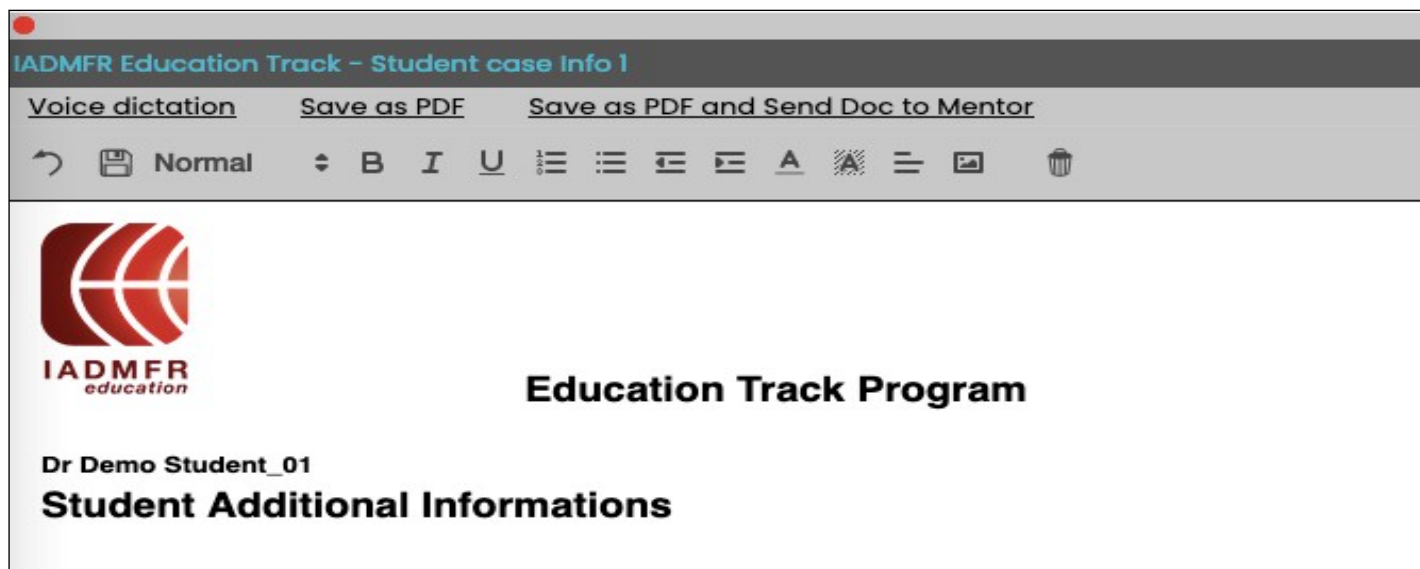 IADMFR Education Track - Student case Info 1
Voice dictation Save as PDF Save as PDF and Send Doc to Mentor
Normal B I U A A
IADMFR
education
Education Track Program
Dr Demo Student_01
Student Additional Informations